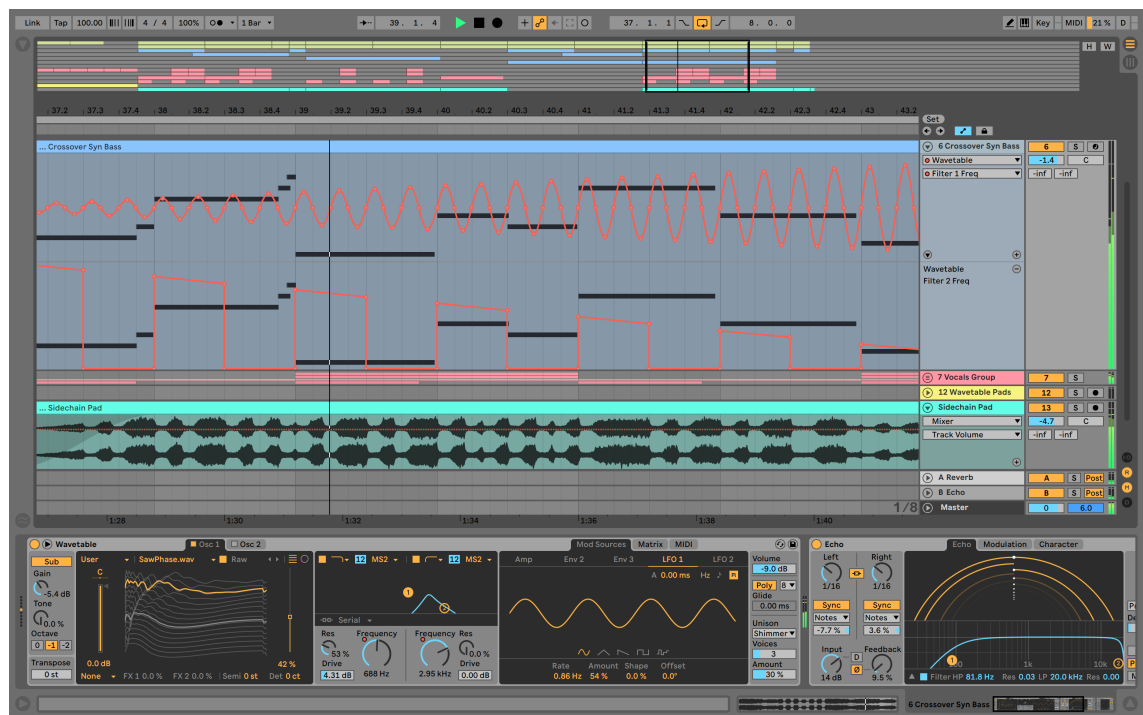 Link Tap 100.00 4 / 4 100% 1 Bar 39. 1. 4 37. 1. 1 8. 0. 0 Key MIDI 21 % D
H W
37.2 37.3 37.4 38 38.2 38.3 38.4 39 39.2 39.3 39.4 40 40.2 40.3 40.4 41 41.2 41.3 41.4 42 42.2 42.3 42.4 43 43.2
Set
... Crossover Syn Bass
6 Crossover Syn Bass 6 S
Wavetable -1.4 C
Filter 1 Freq -inf -inf
Wavetable
Filter 2 Freq
7 Vocals Group 7 S
12 Wavetable Pads 12 S
... Sidechain Pad
Sidechain Pad 13 S
Mixer -4.7 C
Track Volume -inf -inf
A Reverb A S Post
B Echo B S Post
1/8 Master 0 6.0
1:28 1:30 1:32 1:34 1:36 1:38 1:40
R
H
D
Wavetable
Osc 1 Osc 2
Sub
Gain
-5.4 dB
Tone
0.0 %
Octave
0 -1 -2
Transpose
0 st
User SawPhase.wav Raw
C
0.0 dB 42 %
None FX 1 0.0 % FX 2 0.0 % Semi 0 st Det 0 ct
12 MS2 12 MS2
1
2
Serial
Res Frequency Frequency Res
53 % 0.0 %
Drive 688 Hz 2.95 kHz Drive
4.31 dB 0.00 dB
Mod Sources Matrix MIDI
Amp Env 2 Env 3 LFO 1 LFO 2
A 0.00 ms Hz R
Rate Amount Shape Offset
0.86 Hz 54 % 0.0 % 0.0°
Volume
-9.0 dB
Poly 8
Glide
0.00 ms
Unison
Shimmer
Voices
3
Amount
30 %
Echo
Left Right
1/16 1/16
Sync Sync
Notes Notes
-7.7 % 3.6 %
Input Feedback
D
Ø
14 dB 9.5 %
Echo Modulation Character
1 100 1k 10k 2
Filter HP 81.8 Hz Res 0.03 LP 20.0 kHz Res 0.00
6 Crossover Syn Bass